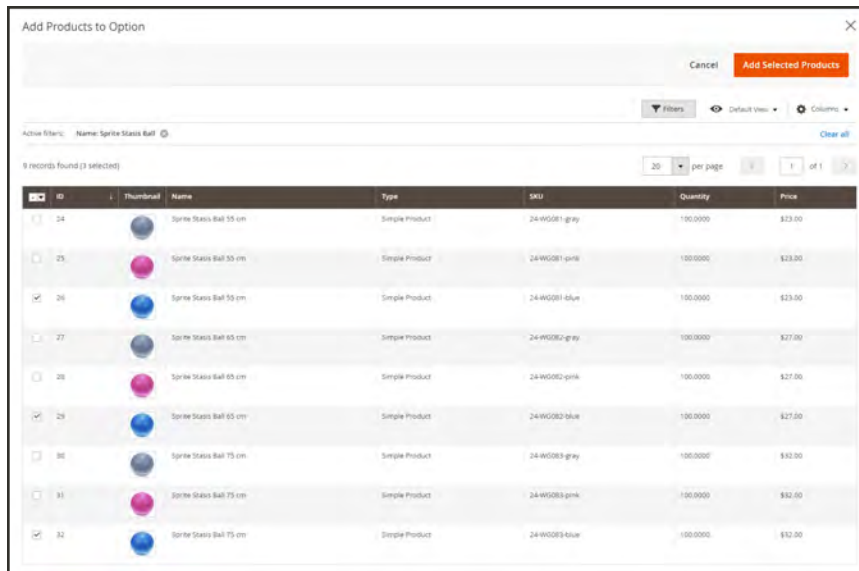 Add Products to Option
Cancel Add Selected Products
Filters Default View Columns
Active filters: Name: Sprite Stasis Ball Clear all
9 records found (3 selected) 20 per page 1 of 1
ID Thumbnail Name Type SKU Quantity Price
24 Sprite Stasis Ball 55 cm Simple Product 24-WG081-gray 100.0000 $23.00
25 Sprite Stasis Ball 55 cm Simple Product 24-WG081-pink 100.0000 $23.00
26 Sprite Stasis Ball 55 cm Simple Product 24-WG081-blue 100.0000 $23.00
27 Sprite Stasis Ball 65 cm Simple Product 24-WG082-gray 100.0000 $27.00
28 Sprite Stasis Ball 65 cm Simple Product 24-WG082-pink 100.0000 $27.00
29 Sprite Stasis Ball 65 cm Simple Product 24-WG082-blue 100.0000 $27.00
30 Sprite Stasis Ball 75 cm Simple Product 24-WG083-gray 100.0000 $32.00
31 Sprite Stasis Ball 75 cm Simple Product 24-WG083-pink 100.0000 $32.00
32 Sprite Stasis Ball 75 cm Simple Product 24-WG083-blue 100.0000 $32.00